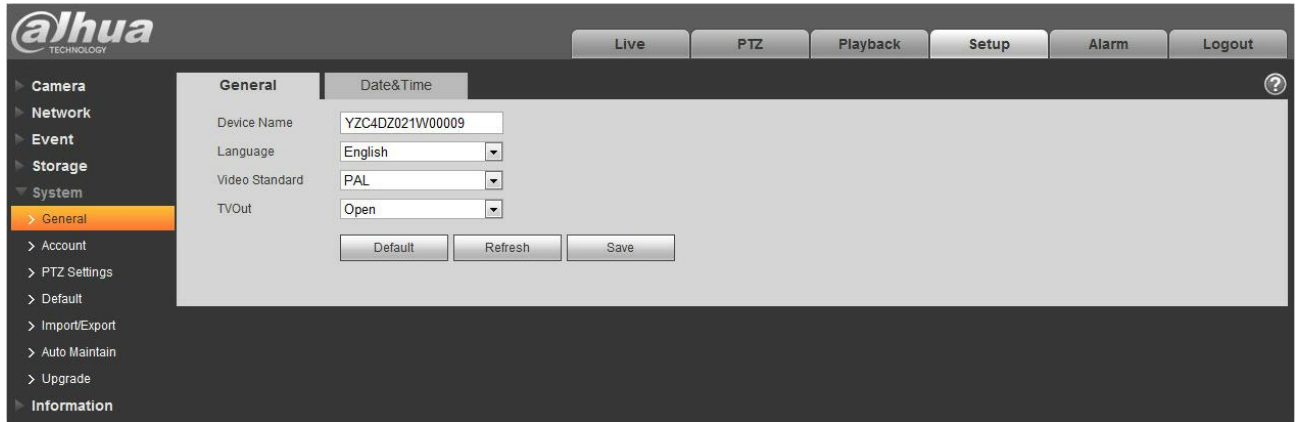 alhua
TECHNOLOGY
Live PTZ Playback Setup Alarm Logout
Camera
Network
Event
Storage
System
General
Account
PTZ Settings
Default
Import/Export
Auto Maintain
Upgrade
Information
General Date&Time
?
Device Name YZC4DZ021W00009
Language English
Video Standard PAL
TVOut Open
Default Refresh Save